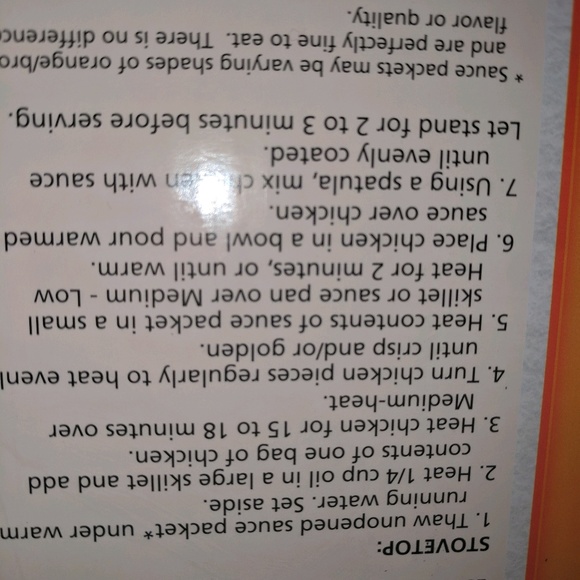 STOVETOP:
1. Thaw unopened sauce packet* under warm
running water. Set aside.
2. Heat 1/4 cup oil in a large skillet and add
contents of one bag of chicken.
3. Heat chicken for 15 to 18 minutes over
Medium-heat.
4. Turn chicken pieces regularly to heat evenl
until crisp and/or golden.
5. Heat contents of sauce packet in a small
skillet or sauce pan over Medium - Low
Heat for 2 minutes, or until warm.
6. Place chicken in a bowl and pour warmed
sauce over chicken.
7. Using a spatula, mix chicken with sauce
until evenly coated.
Let stand for 2 to 3 minutes before serving.
* Sauce packets may be varying shades of orange/bro
and are perfectly fine to eat. There is no difference
flavor or quality.